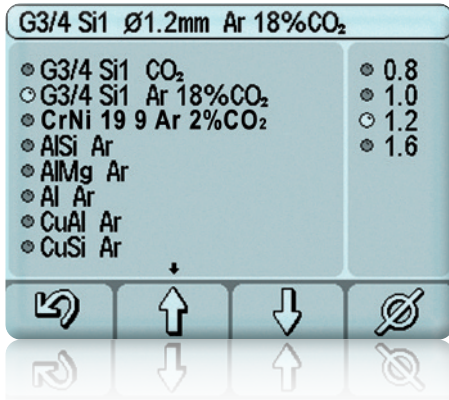 G3/4 Si1 Ø1.2mm Ar 18%CO₂
G3/4 Si1 CO₂
G3/4 Si1 Ar 18%CO₂
CrNi 19 9 Ar 2%CO₂
AlSi Ar
AlMg Ar
Al Ar
CuAl Ar
CuSi Ar
0.8
1.0
1.2
1.6